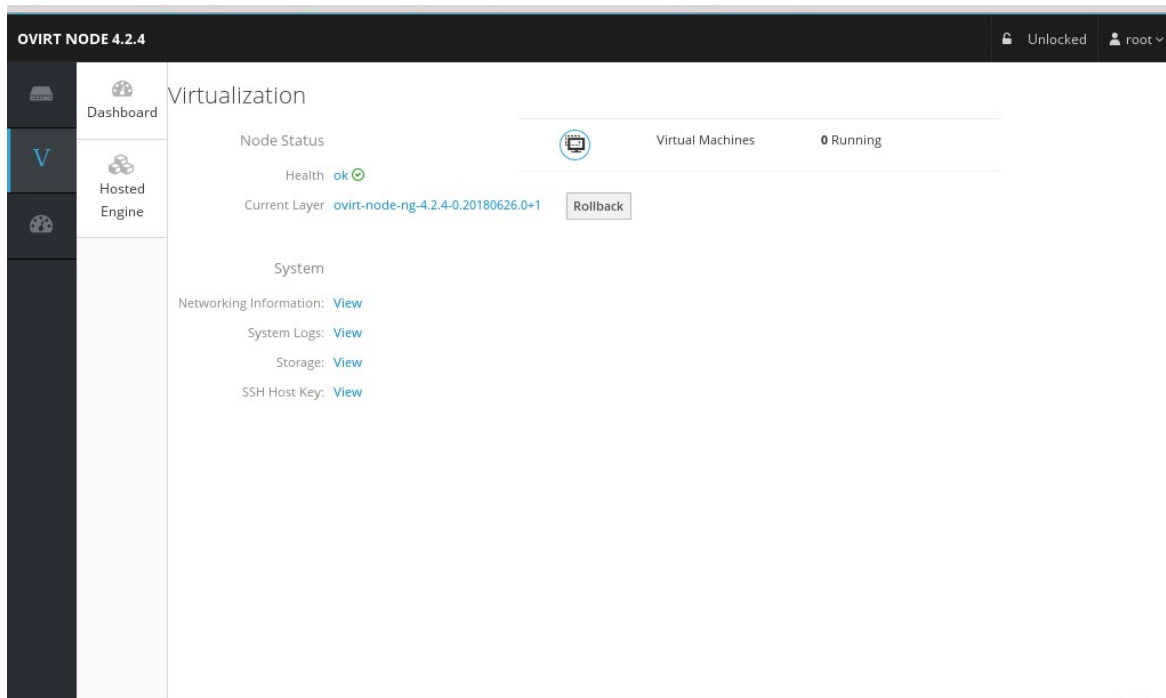 OVIRT NODE 4.2.4
Unlocked
root
Dashboard
Hosted
Engine
V
Virtualization
Node Status
Virtual Machines 0 Running
Health ok
Current Layer ovirt-node-ng-4.2.4-0.20180626.0+1 Rollback
System
Networking Information: View
System Logs: View
Storage: View
SSH Host Key: View